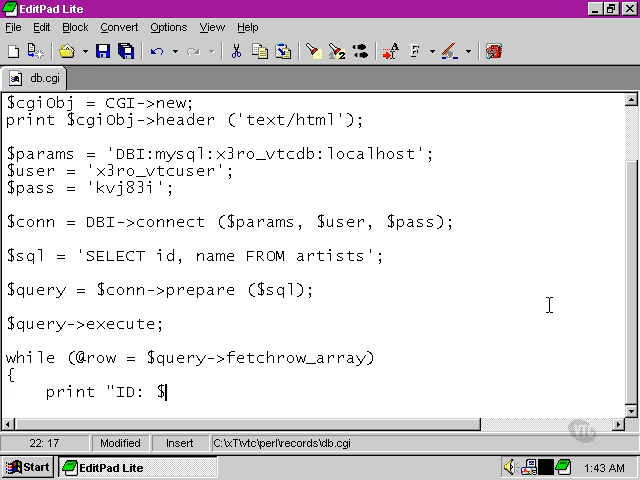 EditPad Lite
File Edit Block Convert Options View Help
db.cgi
$cgiObj = CGI->new;
print $cgiObj->header ('text/html');
$params = 'DBI:mysql:x3ro_vtcdb:localhost';
$user = 'x3ro_vtcuser';
$pass = 'kvj83i';
$conn = DBI->connect ($params, $user, $pass);
$sql = 'SELECT id, name FROM artists';
$query = $conn->prepare ($sql);
$query->execute;
while (@row = $query->fetchrow_array)
{
print "ID: $
VTC
22: 17 Modified Insert C:\xT\vtc\perl\records\db.cgi
Start EditPad Lite 1:43 AM